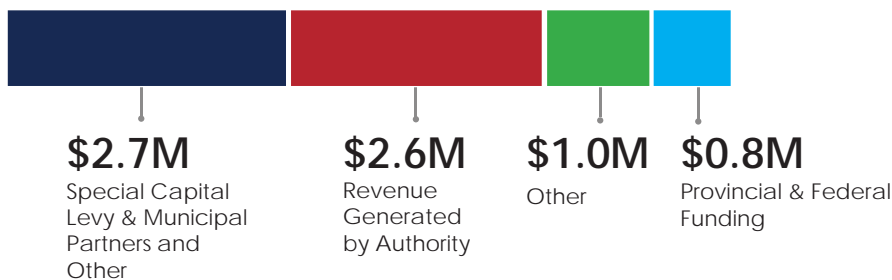 $2.7M
Special Capital
Levy & Municipal
Partners and
Other
$2.6M
Revenue
Generated
by Authority
$1.0M
Other
$0.8M
Provincial & Federal
Funding